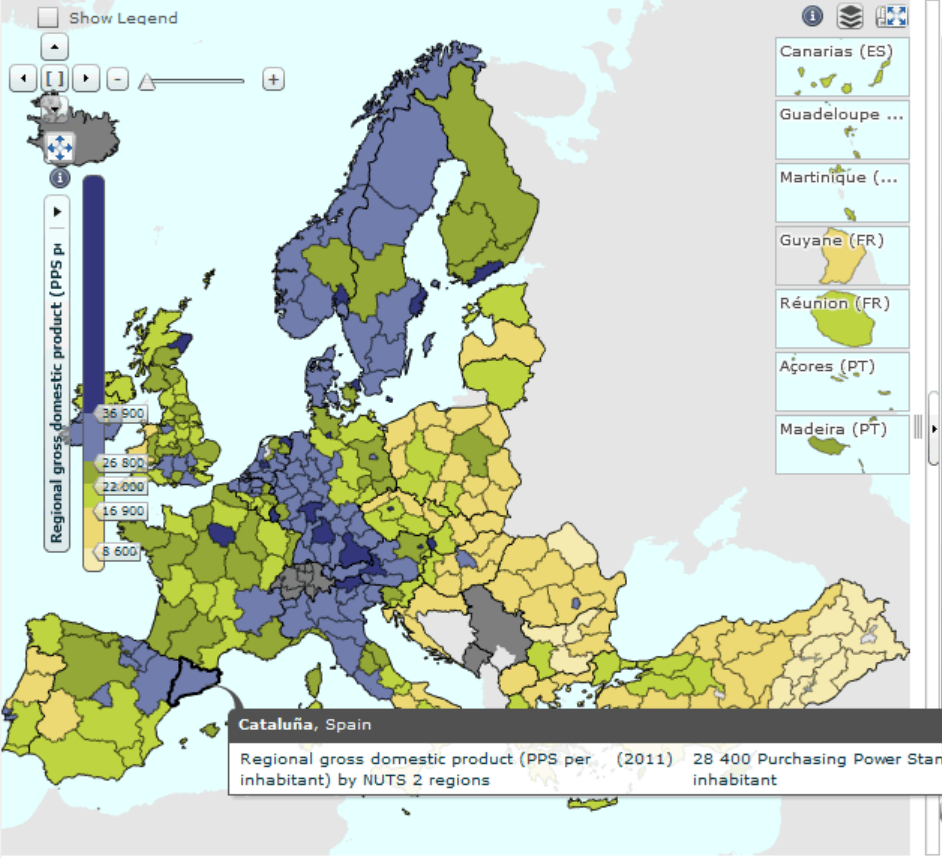 Show Legend
[ ]
-
+
i
i
Regional gross domestic product (PPS p
36 900
26 800
22 000
16 900
8 600
Canarias (ES)
Guadeloupe ...
Martinique (...
Guyane (FR)
Réunion (FR)
Açores (PT)
Madeira (PT)
Cataluña, Spain
Regional gross domestic product (PPS per (2011) 28 400 Purchasing Power Stan
inhabitant) by NUTS 2 regions inhabitant